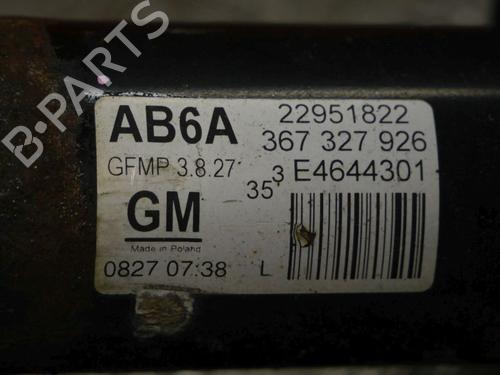 B-PARTS
AB6A 22951822
367 327 926
GFMP 3.8.27
35,3 E4644301
GM
Made in Poland
0827 07:38 L